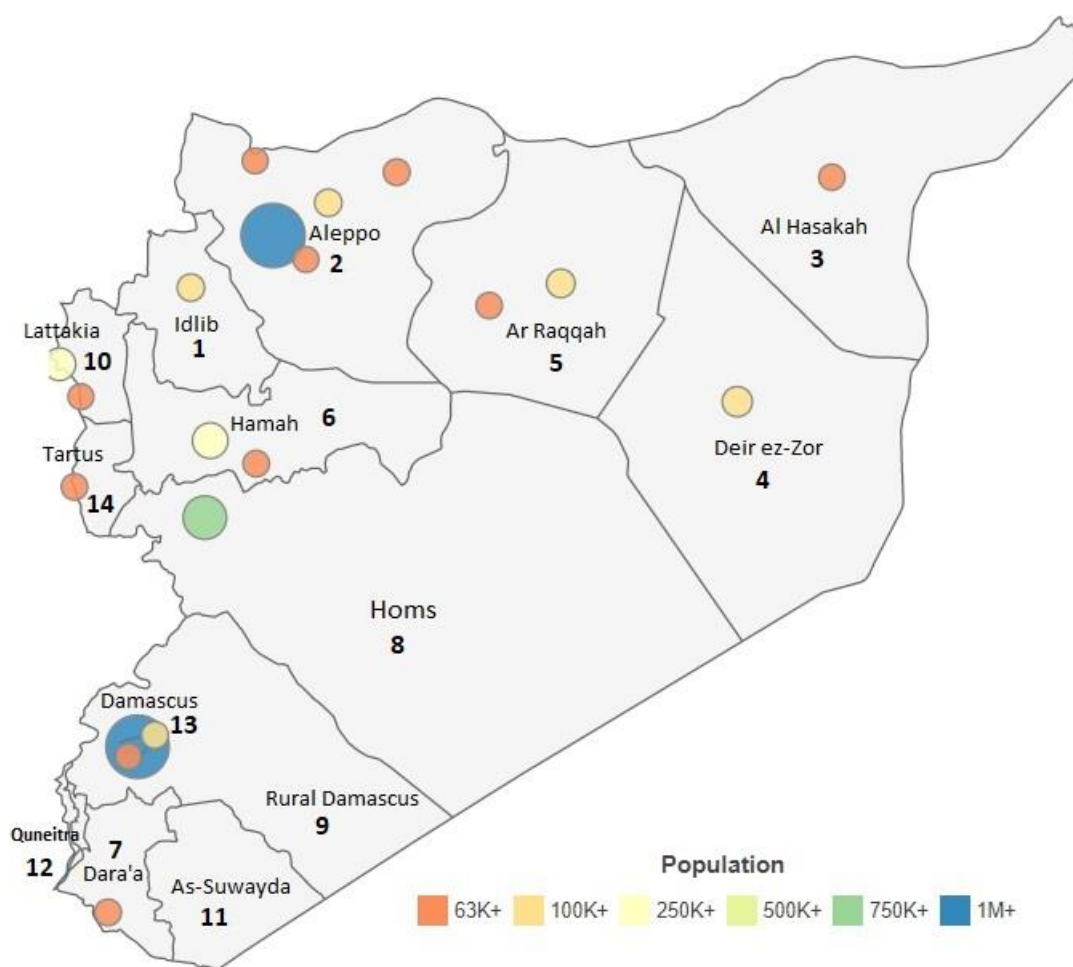 Aleppo
2
Al Hasakah
3
Idlib
1
Ar Raqqah
5
Lattakia
10
Hamah
6
Deir ez-Zor
4
Tartus
14
Homs
8
Damascus
13
Rural Damascus
9
Quneitra
12
7
Dara'a
As-Suwayda
11
Population
63K+ 100K+ 250K+ 500K+ 750K+ 1M+